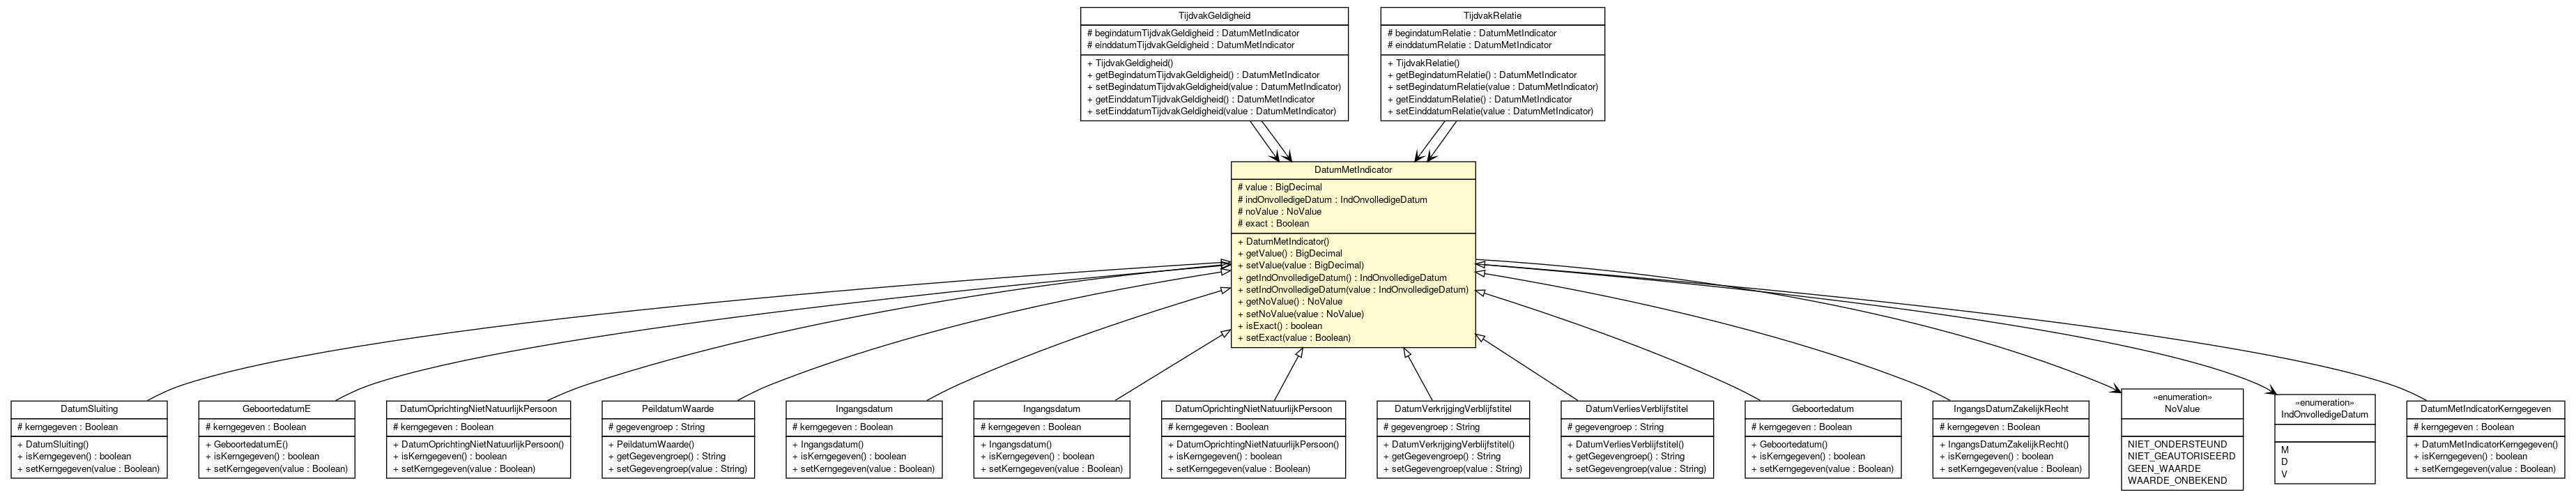 TijdvakGeldigheid
# begindatumTijdvakGeldigheid : DatumMetIndicator
# einddatumTijdvakGeldigheid : DatumMetIndicator
+ TijdvakGeldigheid()
+ getBegindatumTijdvakGeldigheid() : DatumMetIndicator
+ setBegindatumTijdvakGeldigheid(value : DatumMetIndicator)
+ getEinddatumTijdvakGeldigheid() : DatumMetIndicator
+ setEinddatumTijdvakGeldigheid(value : DatumMetIndicator)
TijdvakRelatie
# begindatumRelatie : DatumMetIndicator
# einddatumRelatie : DatumMetIndicator
+ TijdvakRelatie()
+ getBegindatumRelatie() : DatumMetIndicator
+ setBegindatumRelatie(value : DatumMetIndicator)
+ getEinddatumRelatie() : DatumMetIndicator
+ setEinddatumRelatie(value : DatumMetIndicator)
DatumMetIndicator
# value : BigDecimal
# indOnvolledigeDatum : IndOnvolledigeDatum
# noValue : NoValue
# exact : Boolean
+ DatumMetIndicator()
+ getValue() : BigDecimal
+ setValue(value : BigDecimal)
+ getIndOnvolledigeDatum() : IndOnvolledigeDatum
+ setIndOnvolledigeDatum(value : IndOnvolledigeDatum)
+ getNoValue() : NoValue
+ setNoValue(value : NoValue)
+ isExact() : boolean
+ setExact(value : Boolean)
DatumSluiting
# kerngegeven : Boolean
+ DatumSluiting()
+ isKerngegeven() : boolean
+ setKerngegeven(value : Boolean)
GeboortedatumE
# kerngegeven : Boolean
+ GeboortedatumE()
+ isKerngegeven() : boolean
+ setKerngegeven(value : Boolean)
DatumOprichtingNietNatuurlijkPersoon
# kerngegeven : Boolean
+ DatumOprichtingNietNatuurlijkPersoon()
+ isKerngegeven() : boolean
+ setKerngegeven(value : Boolean)
PeildatumWaarde
# gegevengroep : String
+ PeildatumWaarde()
+ getGegevengroep() : String
+ setGegevengroep(value : String)
Ingangsdatum
# kerngegeven : Boolean
+ Ingangsdatum()
+ isKerngegeven() : boolean
+ setKerngegeven(value : Boolean)
Ingangsdatum
# kerngegeven : Boolean
+ Ingangsdatum()
+ isKerngegeven() : boolean
+ setKerngegeven(value : Boolean)
DatumOprichtingNietNatuurlijkPersoon
# kerngegeven : Boolean
+ DatumOprichtingNietNatuurlijkPersoon()
+ isKerngegeven() : boolean
+ setKerngegeven(value : Boolean)
DatumVerkrijgingVerblijfstitel
# gegevengroep : String
+ DatumVerkrijgingVerblijfstitel()
+ getGegevengroep() : String
+ setGegevengroep(value : String)
DatumVerliesVerblijfstitel
# gegevengroep : String
+ DatumVerliesVerblijfstitel()
+ getGegevengroep() : String
+ setGegevengroep(value : String)
Geboortedatum
# kerngegeven : Boolean
+ Geboortedatum()
+ isKerngegeven() : boolean
+ setKerngegeven(value : Boolean)
IngangsDatumZakelijkRecht
# kerngegeven : Boolean
+ IngangsDatumZakelijkRecht()
+ isKerngegeven() : boolean
+ setKerngegeven(value : Boolean)
«enumeration»
NoValue
NIET_ONDERSTEUND
NIET_GEAUTORISEERD
GEEN_WAARDE
WAARDE_ONBEKEND
«enumeration»
IndOnvolledigeDatum
M
D
V
DatumMetIndicatorKerngegeven
# kerngegeven : Boolean
+ DatumMetIndicatorKerngegeven()
+ isKerngegeven() : boolean
+ setKerngegeven(value : Boolean)